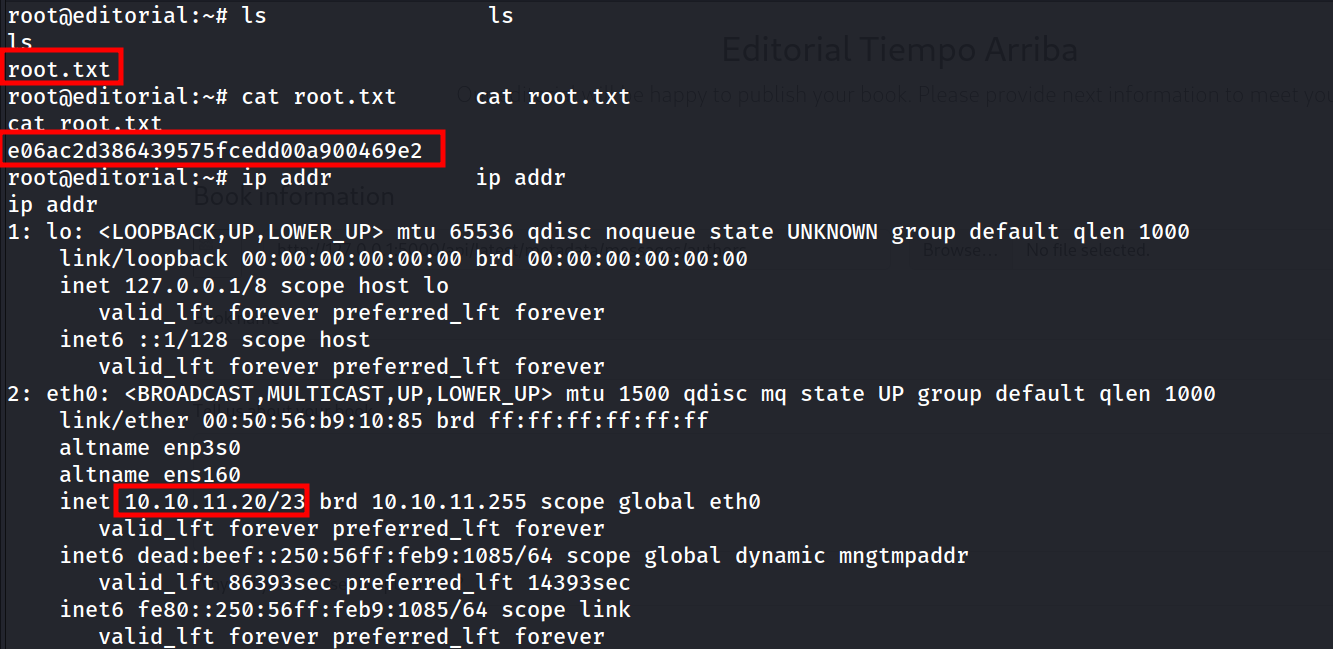 root@editorial:~# ls ls
ls
root.txt
root@editorial:~# cat root.txt cat root.txt
cat root.txt
e06ac2d386439575fcedd00a900469e2
root@editorial:~# ip addr ip addr
ip addr
1: lo: <LOOPBACK,UP,LOWER_UP> mtu 65536 qdisc noqueue state UNKNOWN group default qlen 1000
link/loopback 00:00:00:00:00:00 brd 00:00:00:00:00:00
inet 127.0.0.1/8 scope host lo
valid_lft forever preferred_lft forever
inet6 ::1/128 scope host
valid_lft forever preferred_lft forever
2: eth0: <BROADCAST,MULTICAST,UP,LOWER_UP> mtu 1500 qdisc mq state UP group default qlen 1000
link/ether 00:50:56:b9:10:85 brd ff:ff:ff:ff:ff:ff
altname enp3s0
altname ens160
inet 10.10.11.20/23 brd 10.10.11.255 scope global eth0
valid_lft forever preferred_lft forever
inet6 dead:beef::250:56ff:feb9:1085/64 scope global dynamic mngtmpaddr
valid_lft 86393sec preferred_lft 14393sec
inet6 fe80::250:56ff:feb9:1085/64 scope link
valid_lft forever preferred_lft forever
Editorial Tiempo Arriba
happy to publish your book. Please provide next information to meet
Book information
Browse... No file selected.